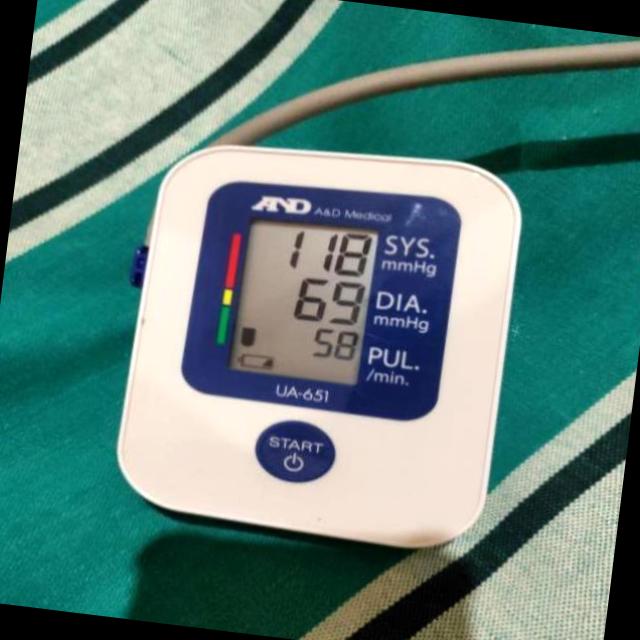 AND A&D Medical
118 SYS.
mmHg
69 DIA.
mmHg
58 PUL.
/min.
UA-651
START